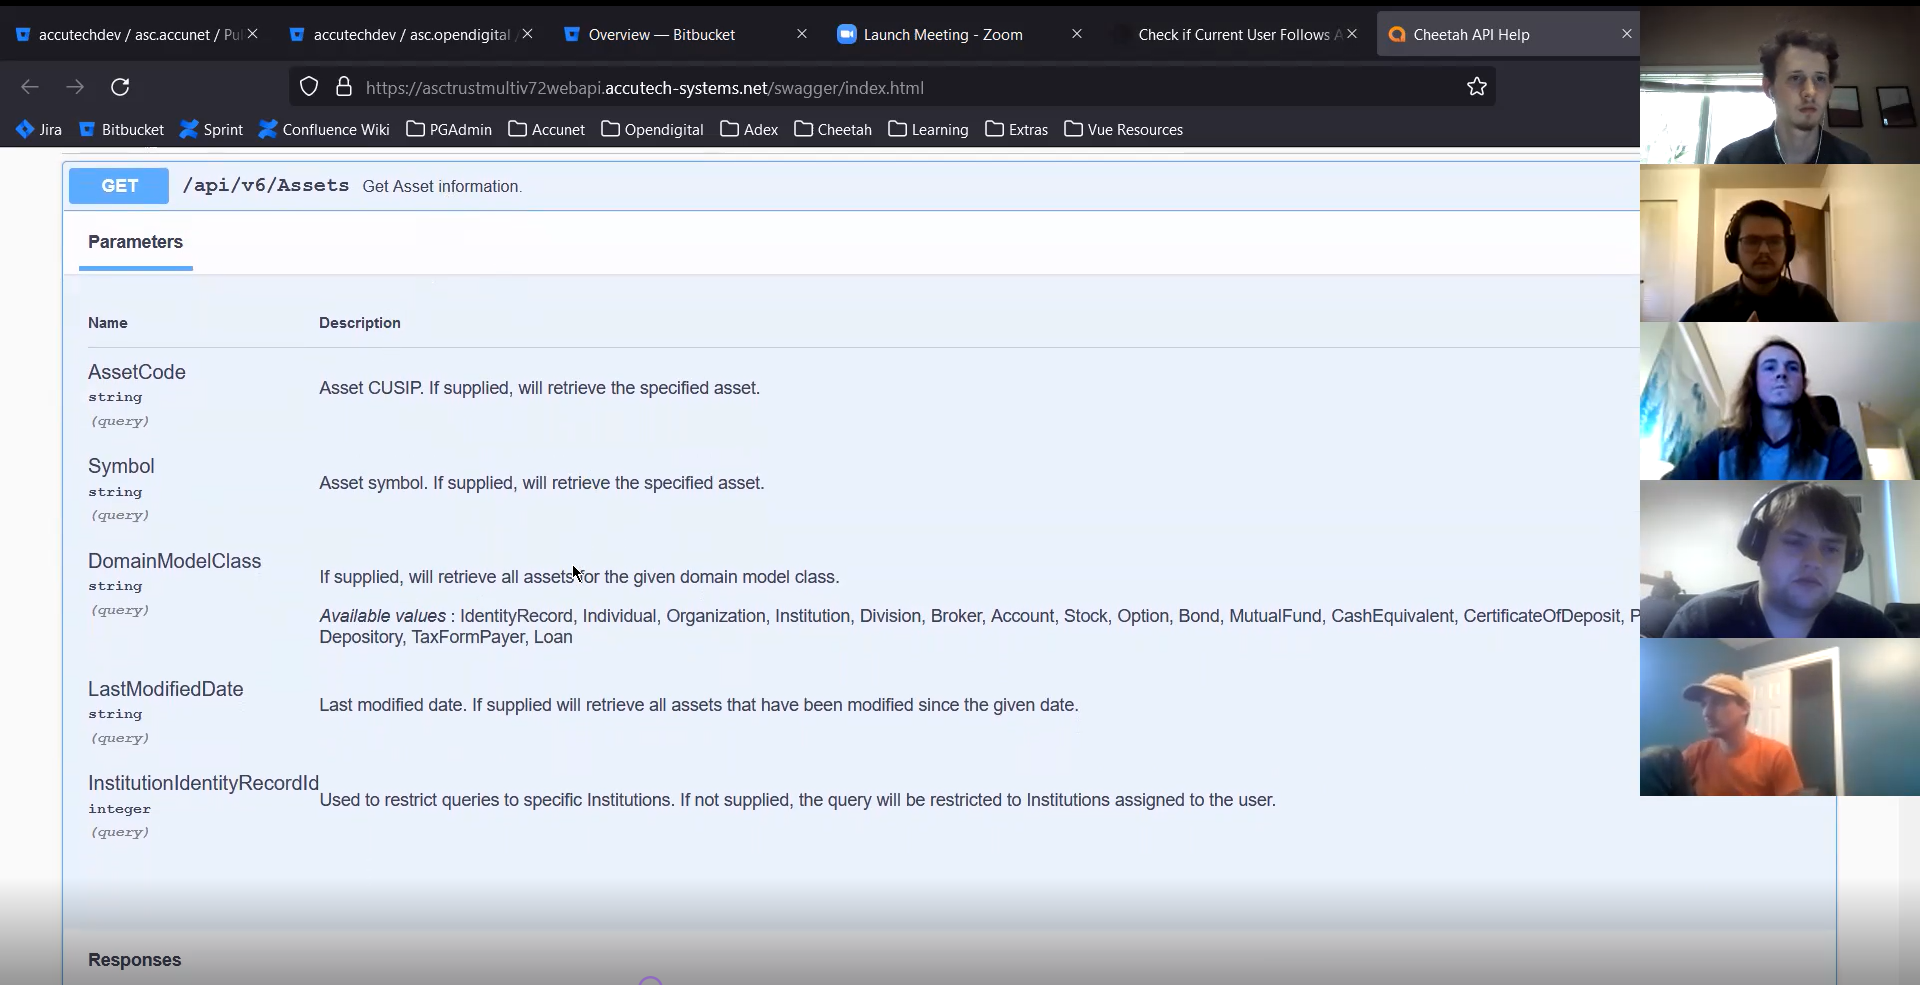 accutechdev / asc.accunet / Pu
accutechdev / asc.opendigital
Overview — Bitbucket
Launch Meeting - Zoom
Check if Current User Follows A
Cheetah API Help
https://asctrustmultiv72webapi.accutech-systems.net/swagger/index.html
Jira
Bitbucket
Sprint
Confluence Wiki
PGAdmin
Accunet
Opendigital
Adex
Cheetah
Learning
Extras
Vue Resources
GET /api/v6/Assets Get Asset information.
Parameters
Name Description
AssetCode
string
(query)
Asset CUSIP. If supplied, will retrieve the specified asset.
Symbol
string
(query)
Asset symbol. If supplied, will retrieve the specified asset.
DomainModelClass
string
(query)
If supplied, will retrieve all assets for the given domain model class.
Available values : IdentityRecord, Individual, Organization, Institution, Division, Broker, Account, Stock, Option, Bond, MutualFund, CashEquivalent, CertificateOfDeposit, P
Depository, TaxFormPayer, Loan
LastModifiedDate
string
(query)
Last modified date. If supplied will retrieve all assets that have been modified since the given date.
InstitutionIdentityRecordId
integer
(query)
Used to restrict queries to specific Institutions. If not supplied, the query will be restricted to Institutions assigned to the user.
Responses